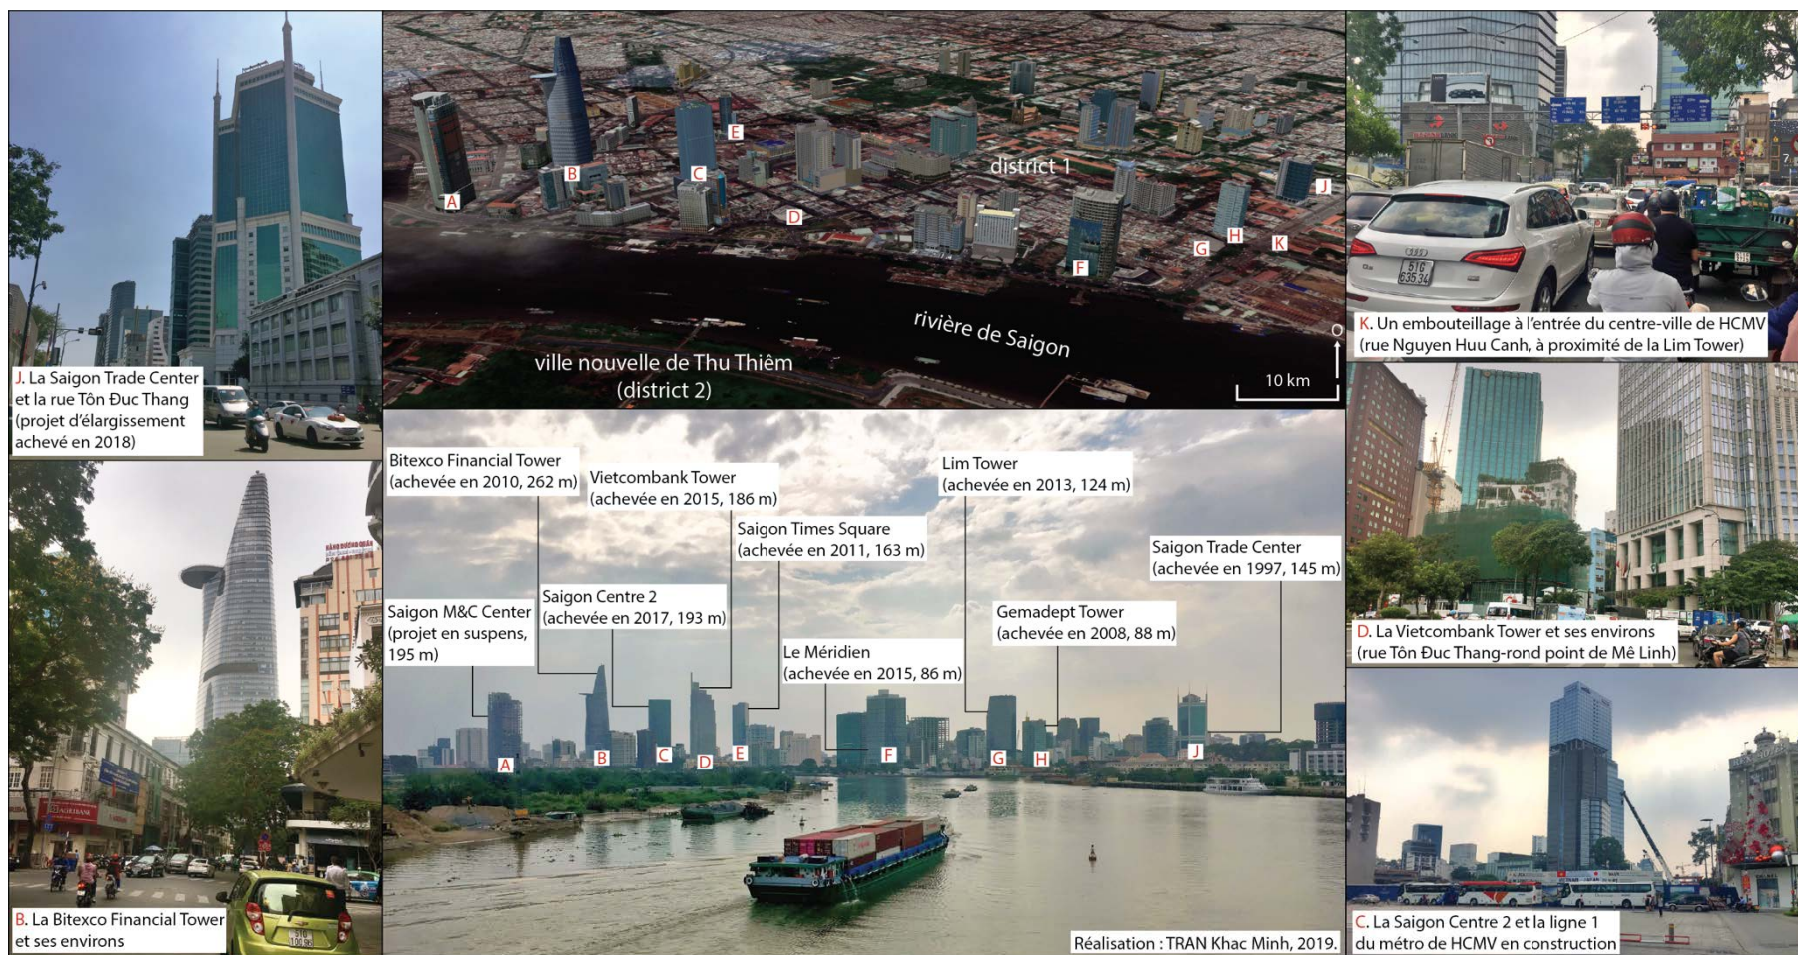 J. La Saigon Trade Center
et la rue Tôn Đuc Thang
(projet d'élargissement
achevé en 2018)
A
B
C
D
E
F
G
H
J
K
district 1
rivière de Saigon
ville nouvelle de Thu Thiêm
(district 2)
O
10 km
51G
635.34
K. Un embouteillage à l'entrée du centre-ville de HCMV
(rue Nguyen Huu Canh, à proximité de la Lim Tower)
Bitexco Financial Tower
(achevée en 2010, 262 m)
Vietcombank Tower
(achevée en 2015, 186 m)
Saigon Times Square
(achevée en 2011, 163 m)
Lim Tower
(achevée en 2013, 124 m)
Saigon Trade Center
(achevée en 1997, 145 m)
Saigon M&C Center
(projet en suspens,
195 m)
Saigon Centre 2
(achevée en 2017, 193 m)
Le Méridien
(achevée en 2015, 86 m)
Gemadept Tower
(achevée en 2008, 88 m)
A
B
C
D
E
F
G
H
J
Réalisation : TRAN Khac Minh, 2019.
AGRIBANK
B. La Bitexco Financial Tower
et ses environs
D. La Vietcombank Tower et ses environs
(rue Tôn Đuc Thang-rond point de Mê Linh)
C. La Saigon Centre 2 et la ligne 1
du métro de HCMV en construction